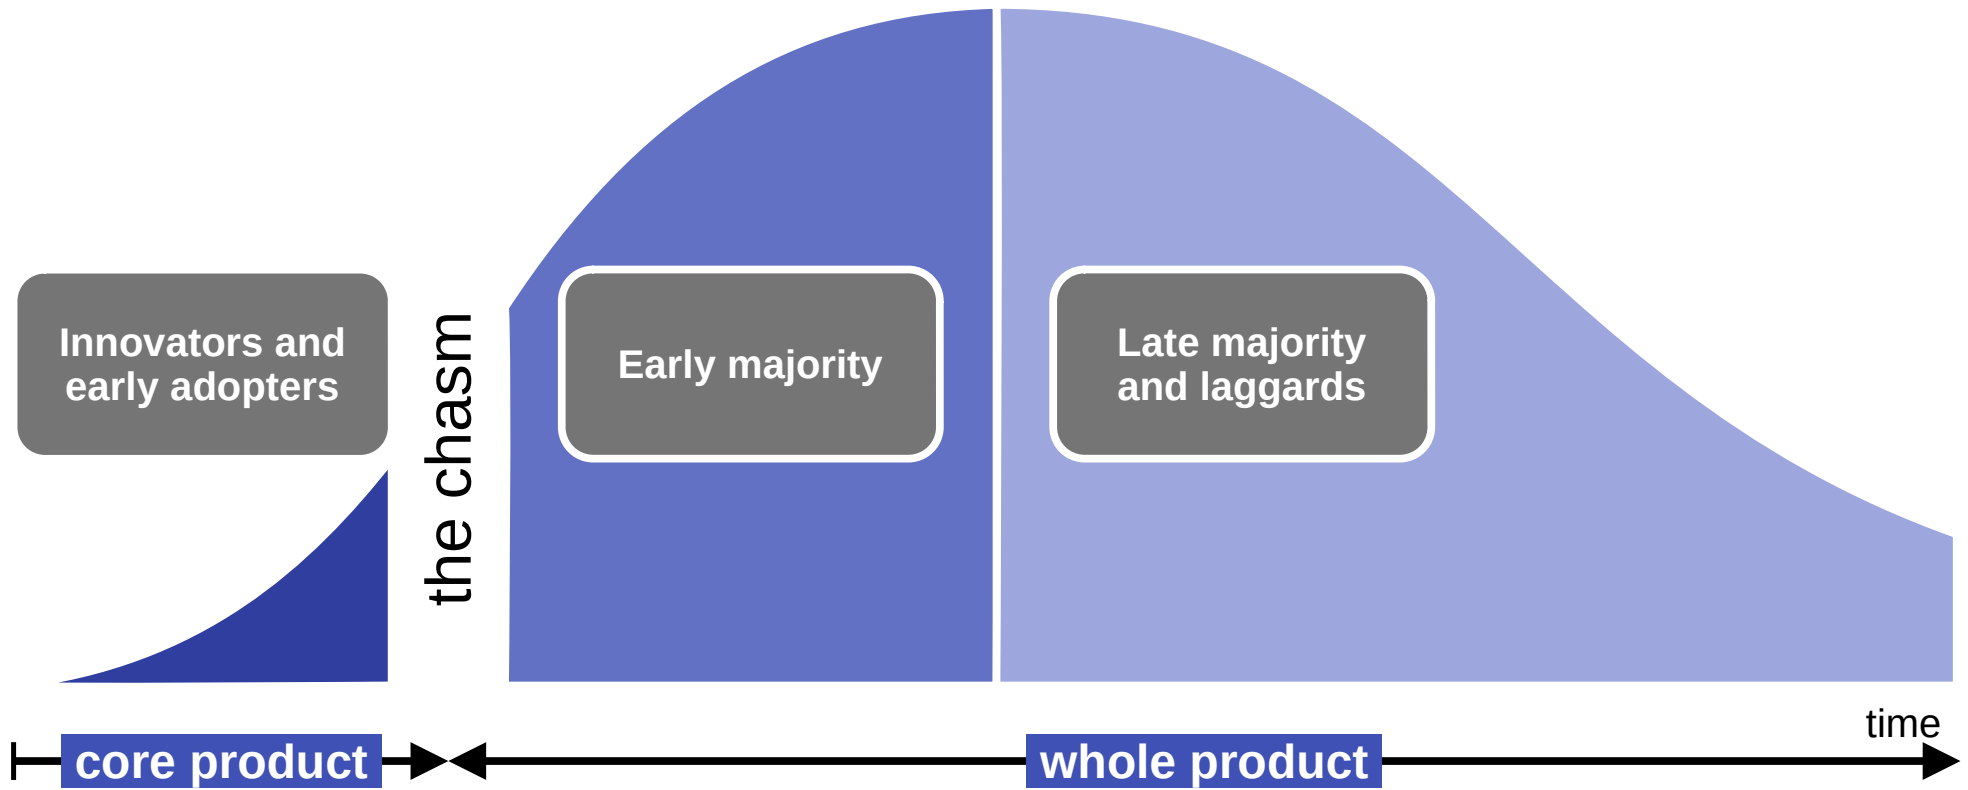 Innovators and
early adopters
the chasm
Early majority
Late majority
and laggards
time
core product
whole product